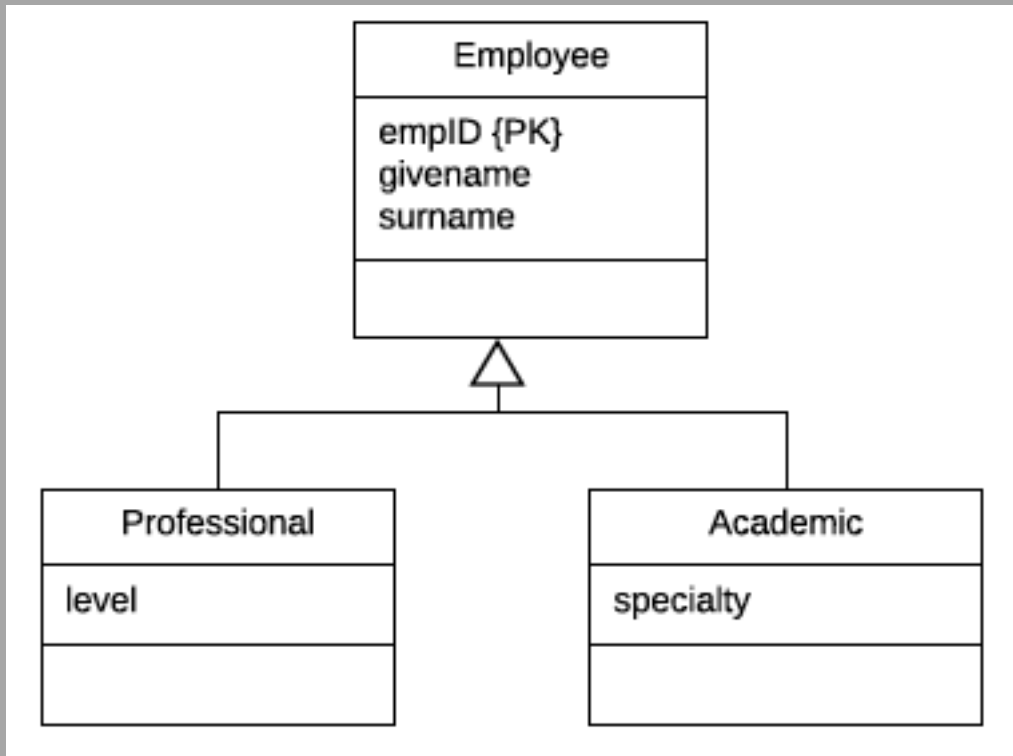 Employee
empID {PK}
givename
surname
Professional
level
Academic
specialty